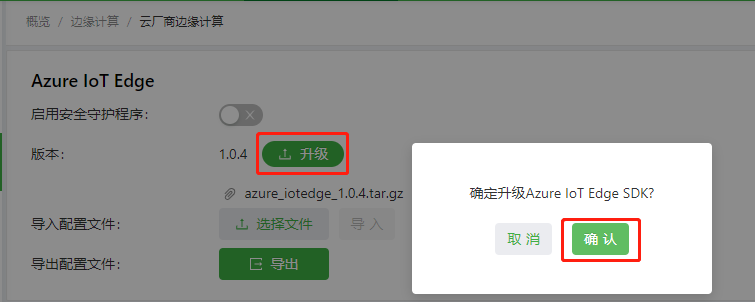 概览 / 边缘计算 / 云厂商边缘计算
Azure IoT Edge
启用安全守护程序：
版本： 1.0.4 升级
azure_iotedge_1.0.4.tar.gz
导入配置文件： 选择文件 导 入
导出配置文件： 导出
确定升级Azure IoT Edge SDK?
取 消 确 认